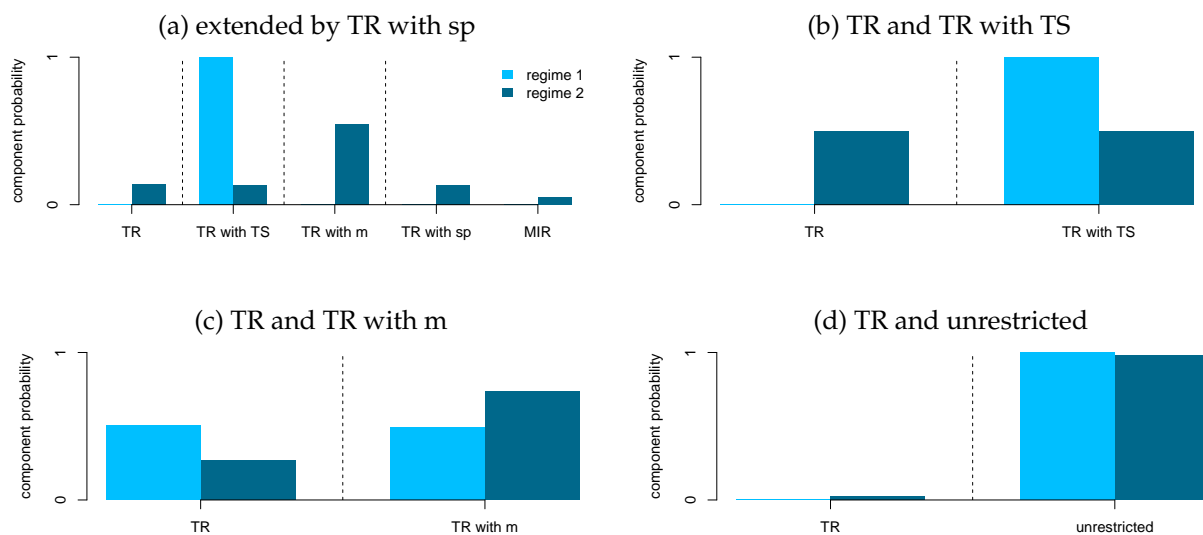 (a) extended by TR with sp
component probability
1
0
regime 1
regime 2
TR
TR with TS
TR with m
TR with sp
MIR
(b) TR and TR with TS
component probability
1
0
TR
TR with TS
(c) TR and TR with m
component probability
1
0
TR
TR with m
(d) TR and unrestricted
component probability
1
0
TR
unrestricted